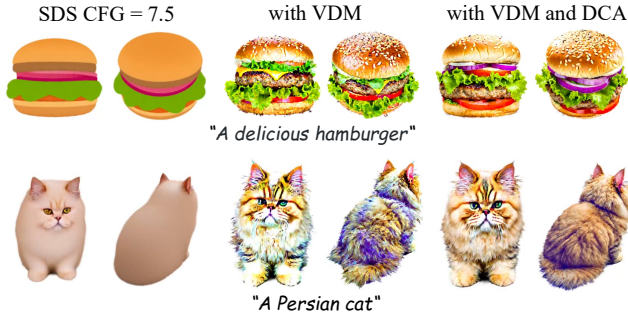 SDS CFG = 7.5 with VDM with VDM and DCA
"A delicious hamburger"
"A Persian cat"